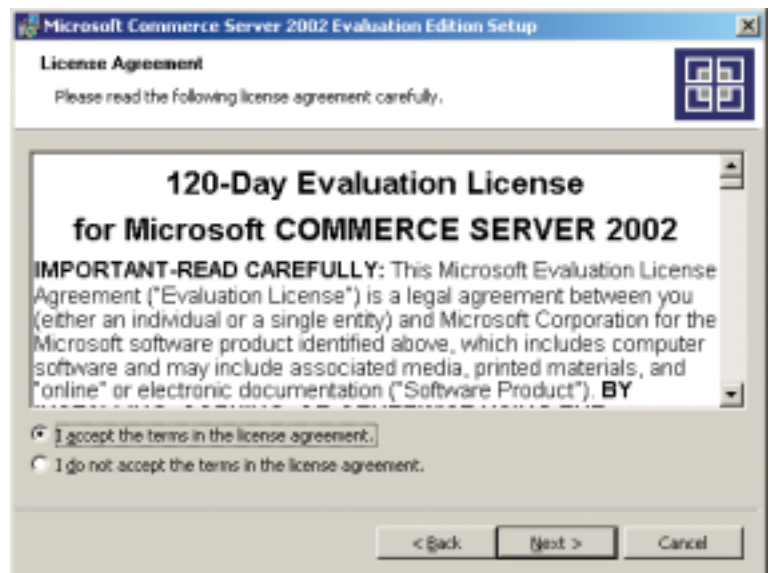 Microsoft Commerce Server 2002 Evaluation Edition Setup
License Agreement
Please read the following license agreement carefully.
120-Day Evaluation License
for Microsoft COMMERCE SERVER 2002
IMPORTANT-READ CAREFULLY: This Microsoft Evaluation License
Agreement ("Evaluation License") is a legal agreement between you
(either an individual or a single entity) and Microsoft Corporation for the
Microsoft software product identified above, which includes computer
software and may include associated media, printed materials, and
"online" or electronic documentation ("Software Product"). BY
I accept the terms in the license agreement.
I do not accept the terms in the license agreement.
< Back
Next >
Cancel